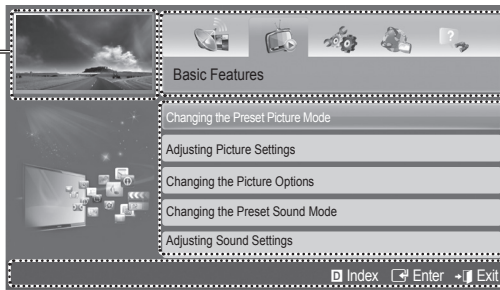 Basic Features
Changing the Preset Picture Mode
Adjusting Picture Settings
Changing the Picture Options
Changing the Preset Sound Mode
Adjusting Sound Settings
D Index Enter Exit